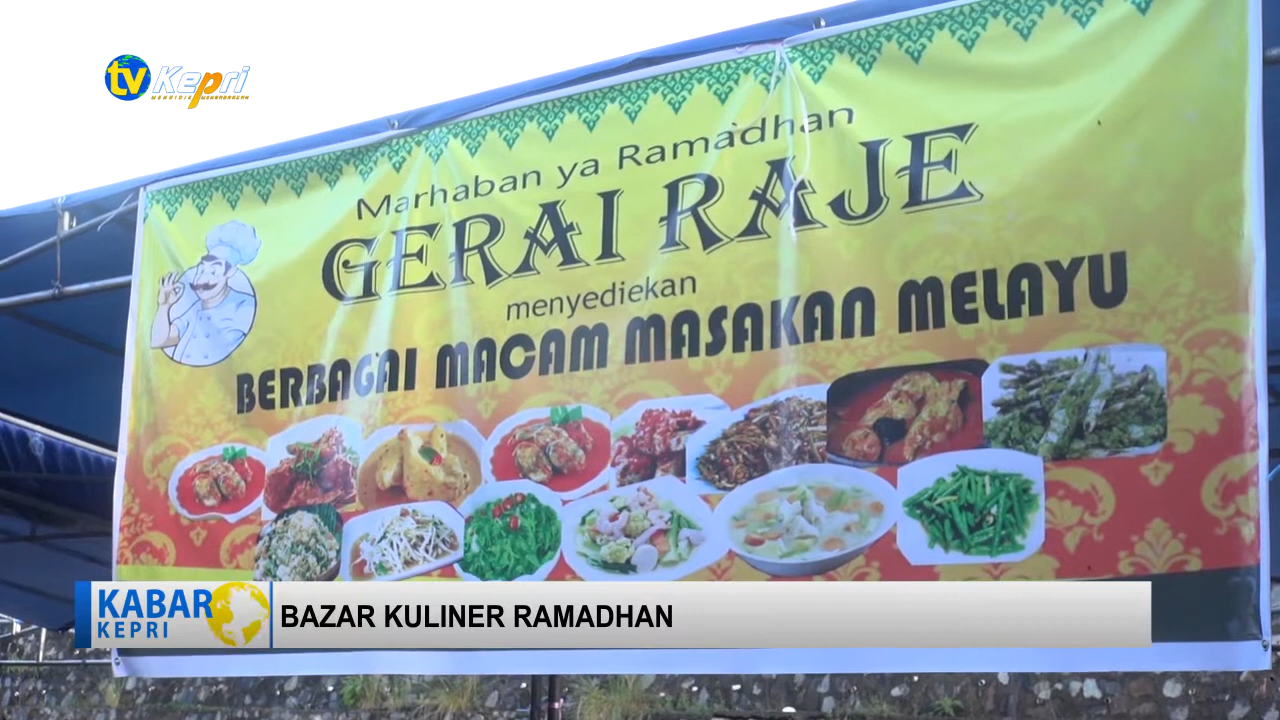 tv Kepri
Marhaban ya Ramadhan
GERAI RAJE
menyediekan
BERBAGAI MACAM MASAKAN MELAYU
KABAR
KEPRI
BAZAR KULINER RAMADHAN